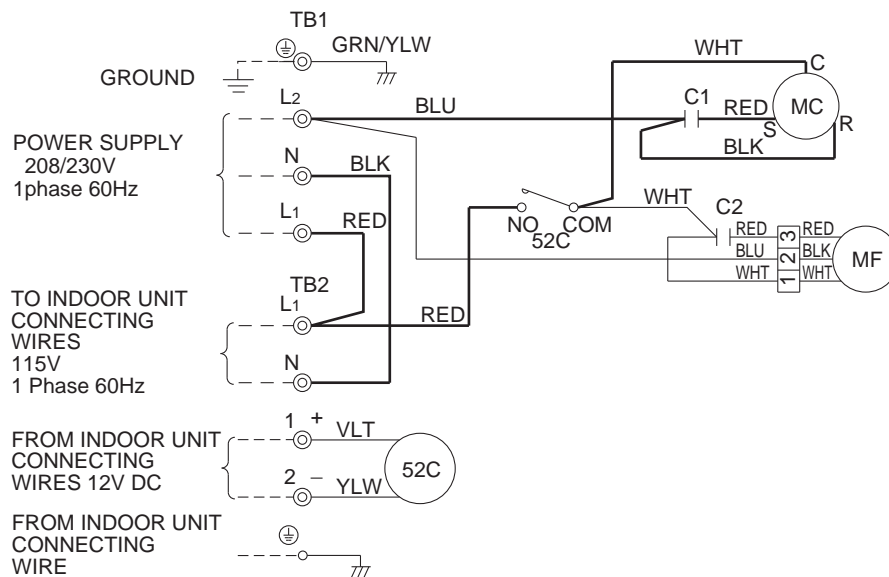 TB1
GRN/YLW
GROUND
L2
BLU
POWER SUPPLY
208/230V
1phase 60Hz
N
BLK
L1
RED
TO INDOOR UNIT
CONNECTING
WIRES
115V
1 Phase 60Hz
TB2
L1
RED
N
FROM INDOOR UNIT
CONNECTING
WIRES 12V DC
1 +
VLT
52C
2 −
YLW
FROM INDOOR UNIT
CONNECTING
WIRE
WHT
C
C1
RED
MC
S
R
BLK
NO
COM
52C
WHT
C2
RED
3
RED
BLU
2
BLK
MF
WHT
1
WHT